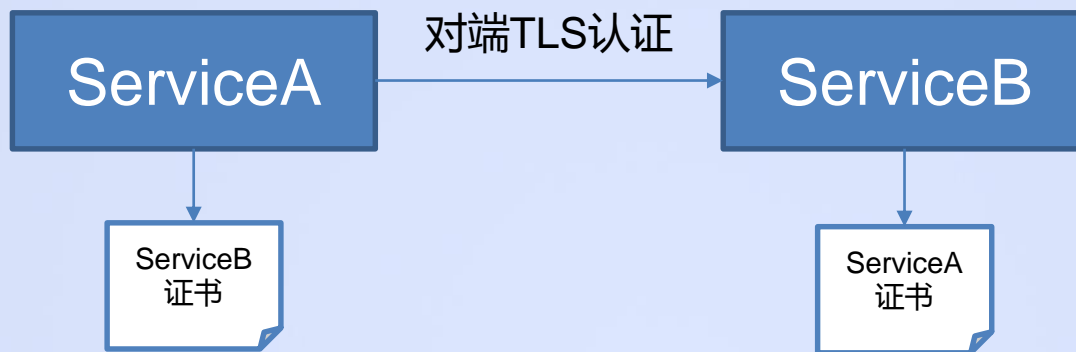 对端TLS认证
ServiceA
ServiceB
ServiceB
证书
ServiceA
证书